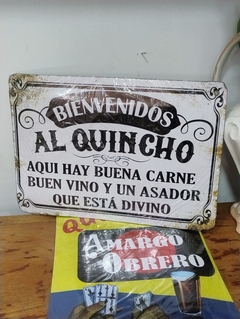 BIENVENIDOS
AL QUINCHO
AQUI HAY BUENA CARNE
BUEN VINO Y UN ASADOR
QUE ESTÁ DIVINO
AMARGO
OBRERO